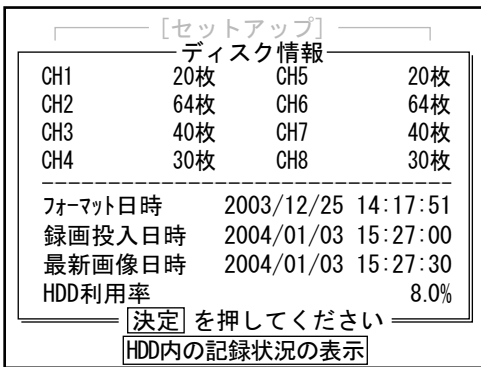 [セットアップ]
ディスク情報
CH1 20枚 CH5 20枚
CH2 64枚 CH6 64枚
CH3 40枚 CH7 40枚
CH4 30枚 CH8 30枚
フォーマット日時 2003/12/25 14:17:51
録画投入日時 2004/01/03 15:27:00
最新画像日時 2004/01/03 15:27:30
HDD利用率 8.0%
決定 を押してください
HDD内の記録状況の表示